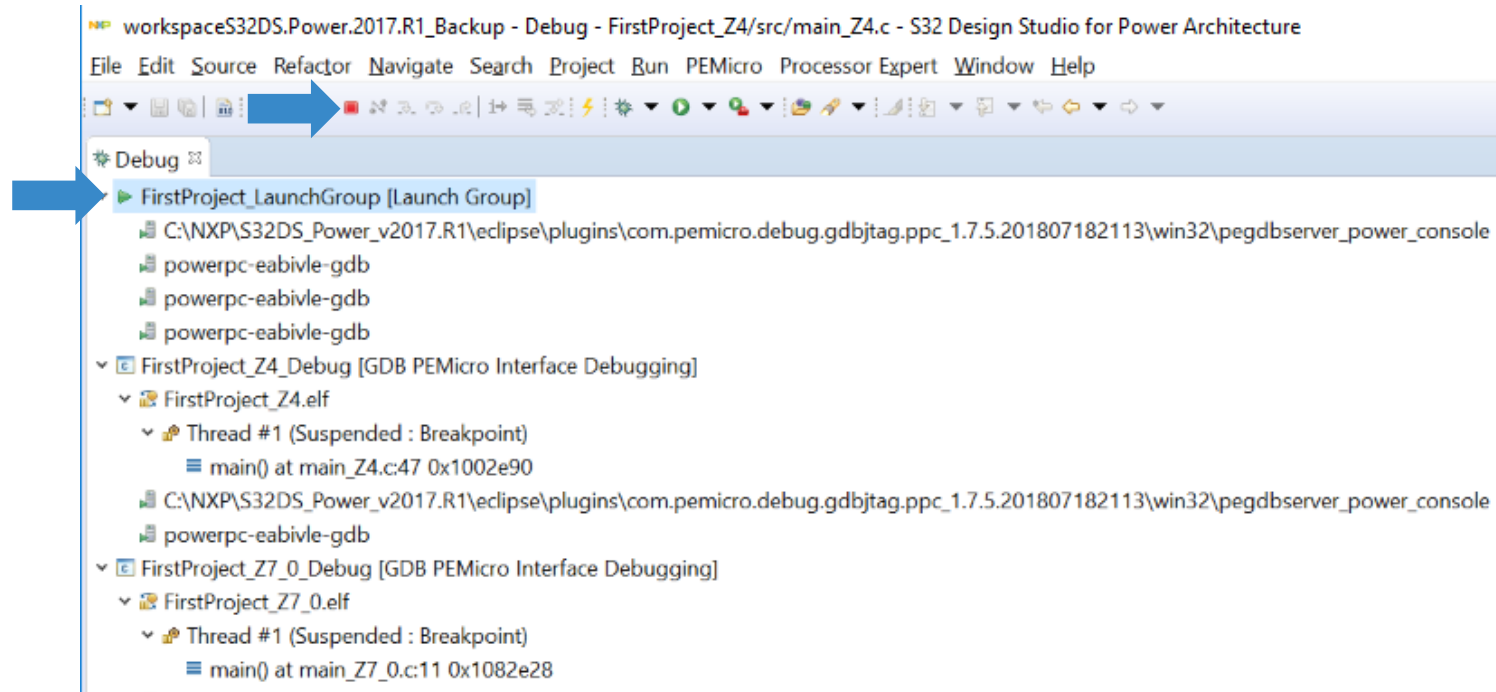 NXP workspaceS32DS.Power.2017.R1_Backup - Debug - FirstProject_Z4/src/main_Z4.c - S32 Design Studio for Power Architecture
File Edit Source Refactor Navigate Search Project Run PEMicro Processor Expert Window Help
Debug
FirstProject_LaunchGroup [Launch Group]
C:\NXP\S32DS_Power_v2017.R1\eclipse\plugins\com.pemicro.debug.gdbjtag.ppc_1.7.5.201807182113\win32\pegdbserver_power_console
powerpc-eabivle-gdb
powerpc-eabivle-gdb
powerpc-eabivle-gdb
FirstProject_Z4_Debug [GDB PEMicro Interface Debugging]
FirstProject_Z4.elf
Thread #1 (Suspended : Breakpoint)
main() at main_Z4.c:47 0x1002e90
C:\NXP\S32DS_Power_v2017.R1\eclipse\plugins\com.pemicro.debug.gdbjtag.ppc_1.7.5.201807182113\win32\pegdbserver_power_console
powerpc-eabivle-gdb
FirstProject_Z7_0_Debug [GDB PEMicro Interface Debugging]
FirstProject_Z7_0.elf
Thread #1 (Suspended : Breakpoint)
main() at main_Z7_0.c:11 0x1082e28